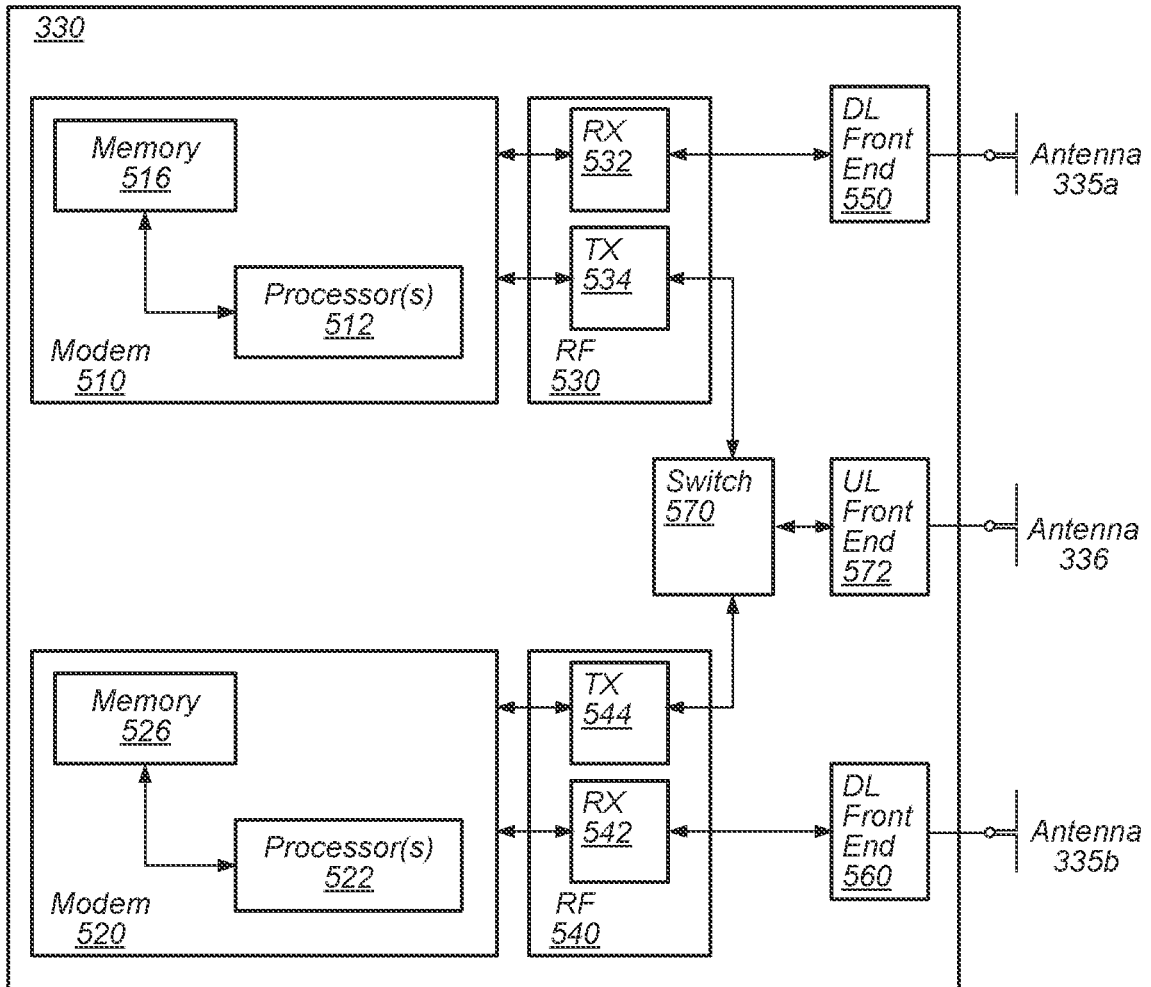 330
Memory
516
Processor(s)
512
Modem
510
RX
532
TX
534
RF
530
DL
Front
End
550
Antenna
335a
Switch
570
UL
Front
End
572
Antenna
336
Memory
526
Processor(s)
522
Modem
520
TX
544
RX
542
RF
540
DL
Front
End
560
Antenna
335b